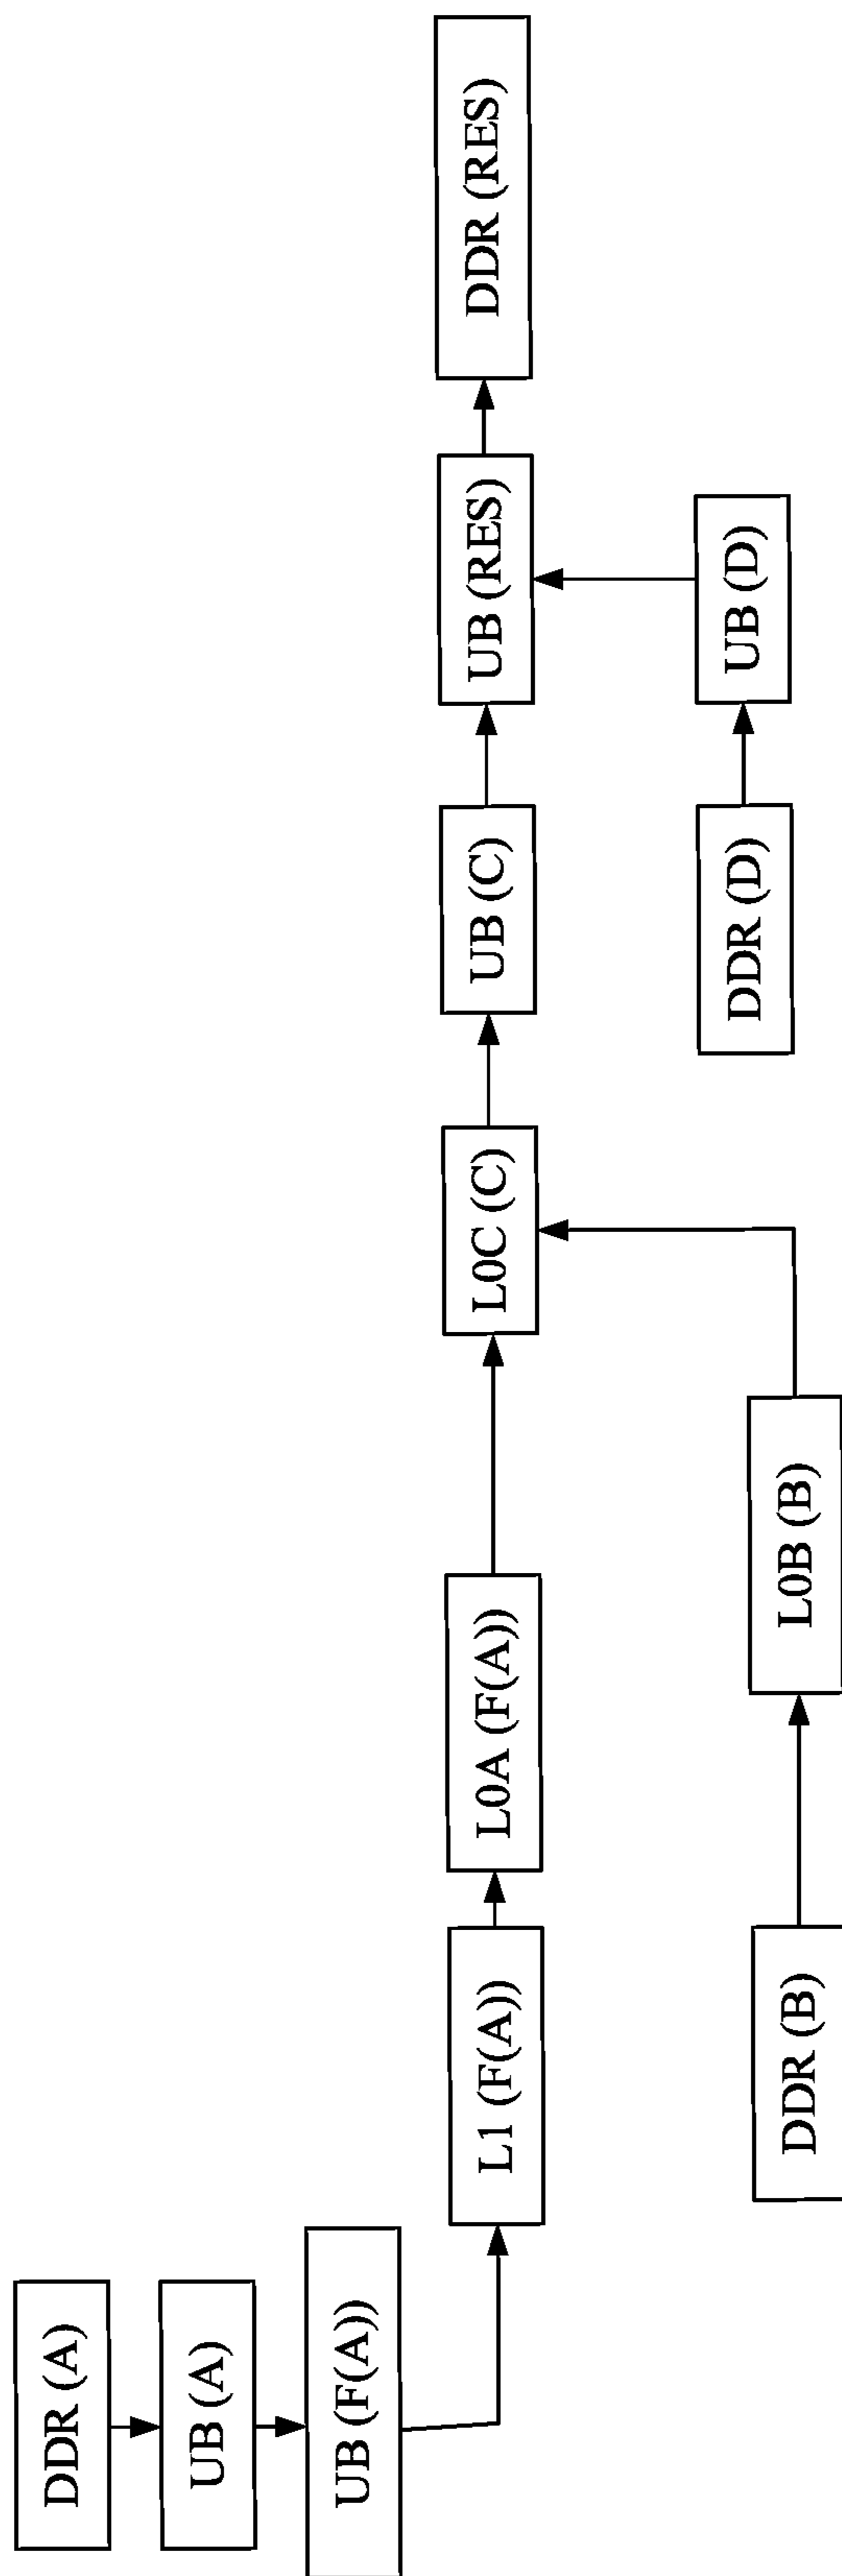 DDR (A)
UB (A)
UB (F(A))
L1 (F(A))
L0A (F(A))
L0C (C)
UB (C)
UB (RES)
DDR (RES)
DDR (B)
L0B (B)
DDR (D)
UB (D)